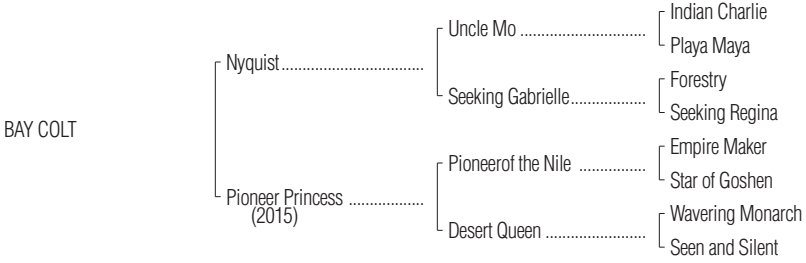 Indian Charlie
Uncle Mo ..............................
Playa Maya
Nyquist..................................
Forestry
Seeking Gabrielle..................
Seeking Regina
BAY COLT
Empire Maker
Pioneerof the Nile ................
Star of Goshen
Pioneer Princess ..................
(2015)
Wavering Monarch
Desert Queen ........................
Seen and Silent